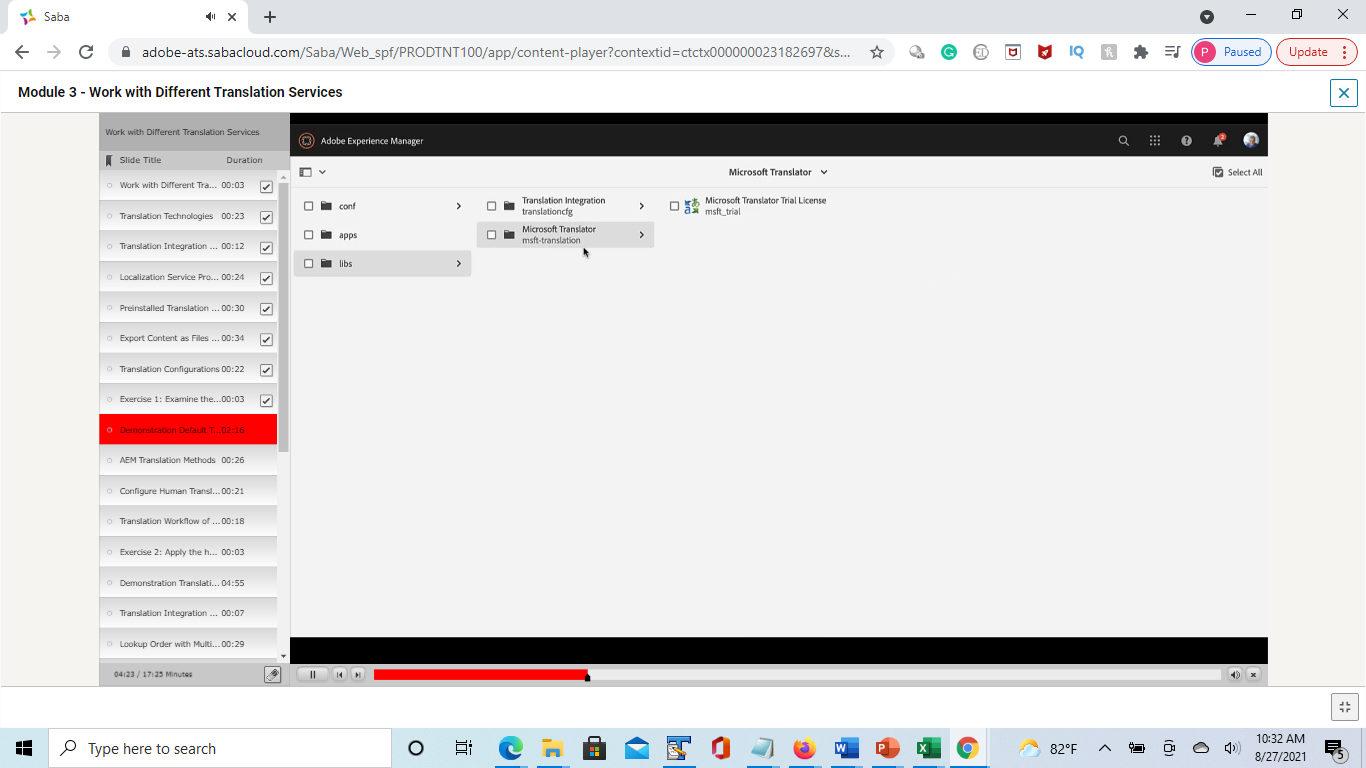 Saba
adobe-ats.sabacloud.com/Saba/Web_spf/PRODTNT100/app/content-player?contextid=ctctx000000023182697&s...
IQ
P Paused
Update
Module 3 - Work with Different Translation Services
Work with Different Translation Services
Slide Title Duration
Work with Different Tra... 00:03
Translation Technologies 00:23
Translation Integration ... 00:12
Localization Service Pro... 00:24
Preinstalled Translation ... 00:30
Export Content as Files ... 00:34
Translation Configurations 00:22
Exercise 1: Examine the... 00:03
Demonstration Default T... 02:16
AEM Translation Methods 00:26
Configure Human Transl... 00:21
Translation Workflow of ... 00:18
Exercise 2: Apply the h... 00:03
Demonstration Translati... 04:55
Translation Integration ... 00:07
Lookup Order with Multi... 00:29
04:23 / 17:25 Minutes
Adobe Experience Manager
2
Microsoft Translator
Select All
conf
apps
libs
Translation Integration
translationcfg
Microsoft Translator
msft-translation
Microsoft Translator Trial License
msft_trial
Type here to search
82°F
10:32 AM
8/27/2021
5